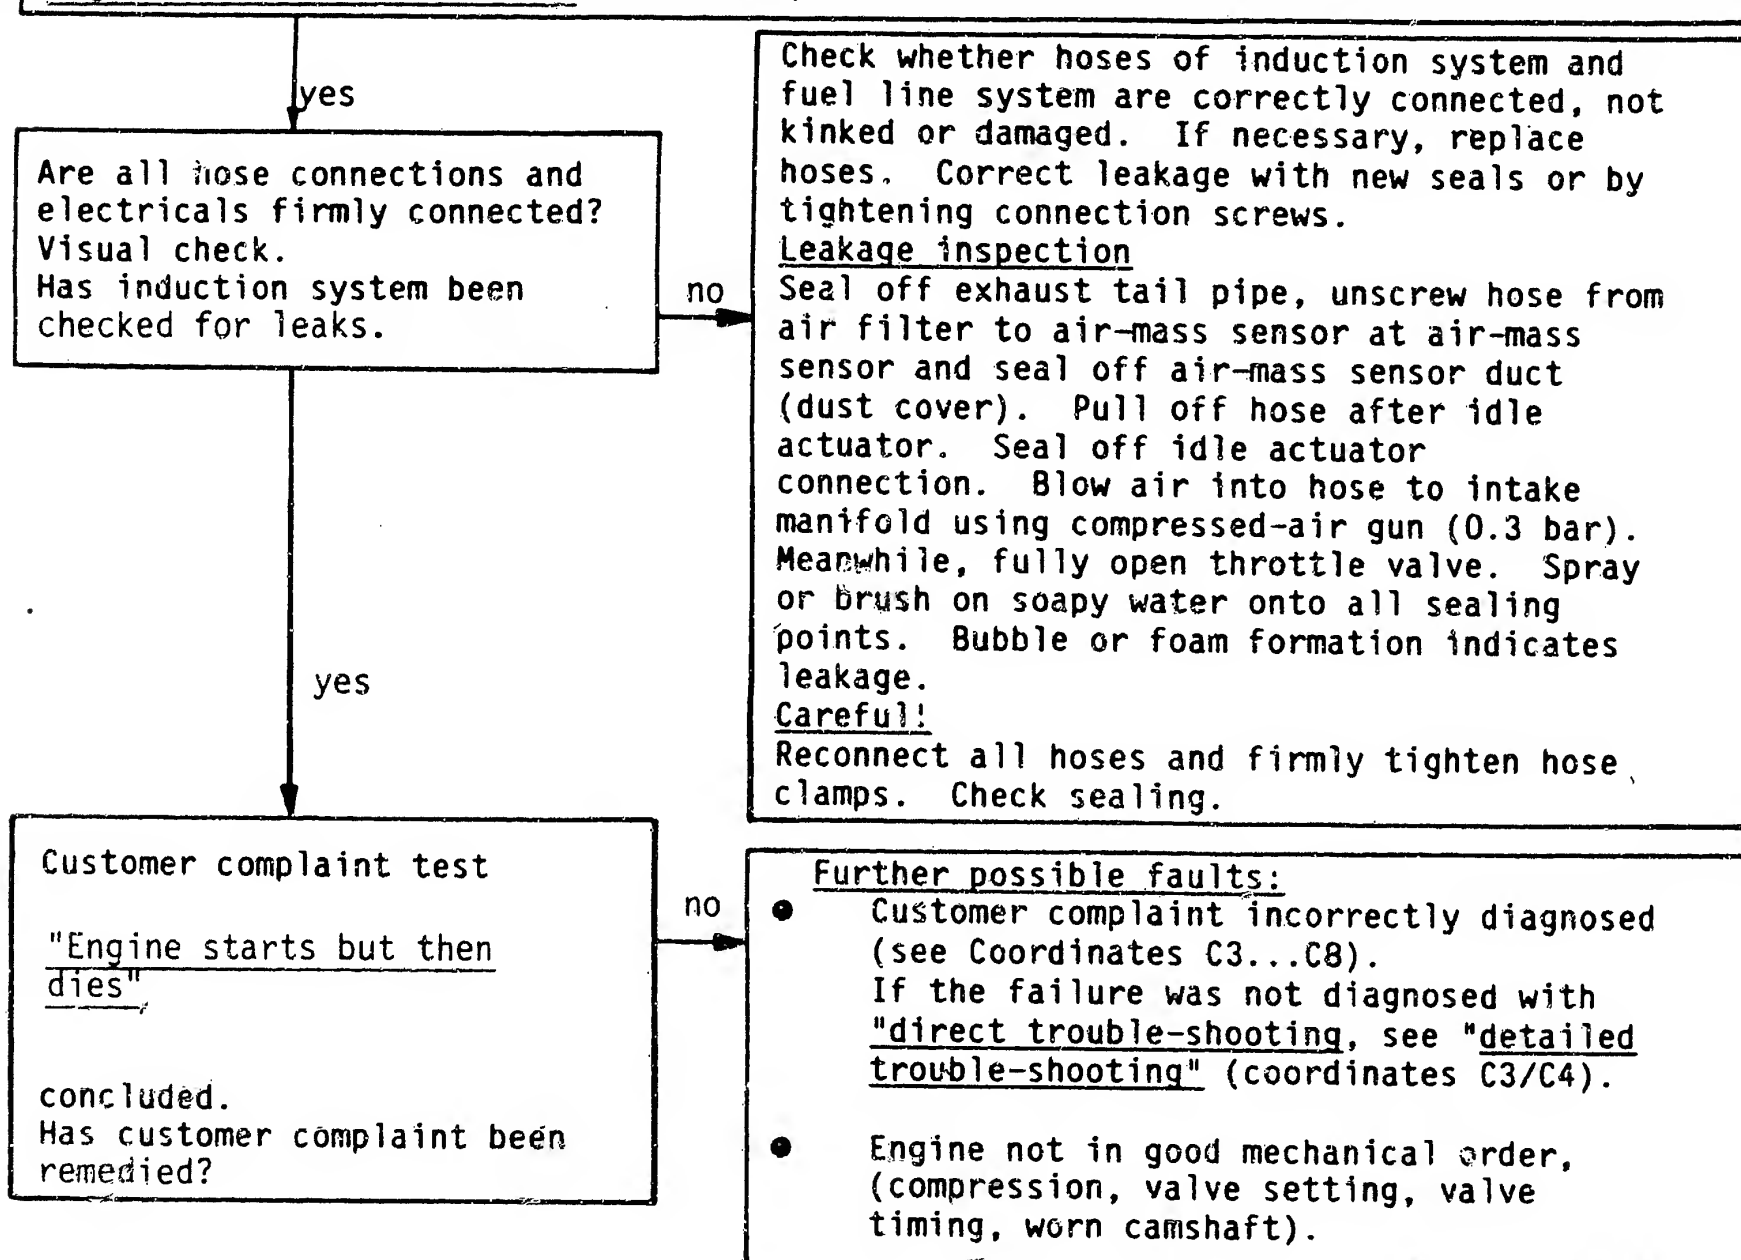 yes
Are all hose connections and
electricals firmly connected?
Visual check.
Has induction system been
checked for leaks.
no
Check whether hoses of induction system and
fuel line system are correctly connected, not
kinked or damaged. If necessary, replace
hoses. Correct leakage with new seals or by
tightening connection screws.
Leakage inspection
Seal off exhaust tail pipe, unscrew hose from
air filter to air-mass sensor at air-mass
sensor and seal off air-mass sensor duct
(dust cover). Pull off hose after idle
actuator. Seal off idle actuator
connection. Blow air into hose to intake
manifold using compressed-air gun (0.3 bar).
Meanwhile, fully open throttle valve. Spray
or brush on soapy water onto all sealing
points. Bubble or foam formation indicates
leakage.
Careful!
Reconnect all hoses and firmly tighten hose
clamps. Check sealing.
yes
Customer complaint test
"Engine starts but then
dies"
concluded.
Has customer complaint been
remedied?
no
Further possible faults:
● Customer complaint incorrectly diagnosed
(see Coordinates C3...C8).
If the failure was not diagnosed with
"direct trouble-shooting, see "detailed
trouble-shooting" (coordinates C3/C4).
● Engine not in good mechanical order,
(compression, valve setting, valve
timing, worn camshaft).